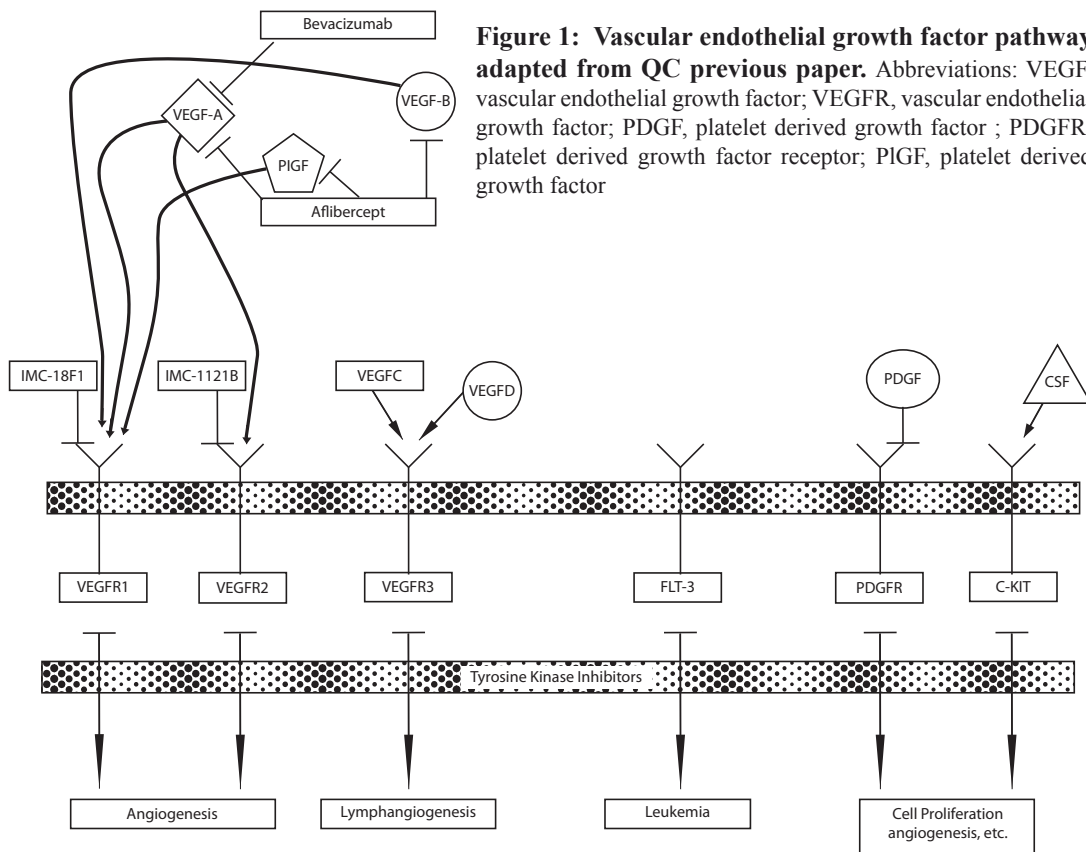 Bevacizumab
Figure 1: Vascular endothelial growth factor pathway
adapted from QC previous paper. Abbreviations: VEGF
vascular endothelial growth factor; VEGFR, vascular endothelia
growth factor; PDGF, platelet derived growth factor ; PDGFR
platelet derived growth factor receptor; PlGF, platelet derived
growth factor
VEGF-A
VEGF-B
PlGF
Aflibercept
IMC-18F1
IMC-1121B
VEGFC
VEGFD
PDGF
CSF
VEGFR1
VEGFR2
VEGFR3
FLT-3
PDGFR
C-KIT
Tyrosine Kinase Inhibitors
Angiogenesis
Lymphangiogenesis
Leukemia
Cell Proliferation
angiogenesis, etc.